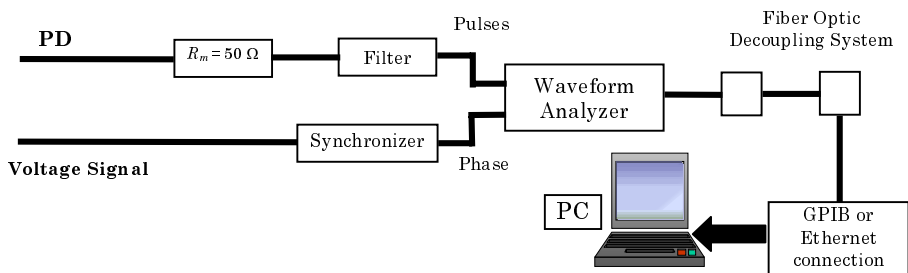 PD
R_m = 50 Ω
Filter
Pulses
Waveform
Analyzer
Fiber Optic
Decoupling System
Voltage Signal
Synchronizer
Phase
PC
GPIB or
Ethernet
connection